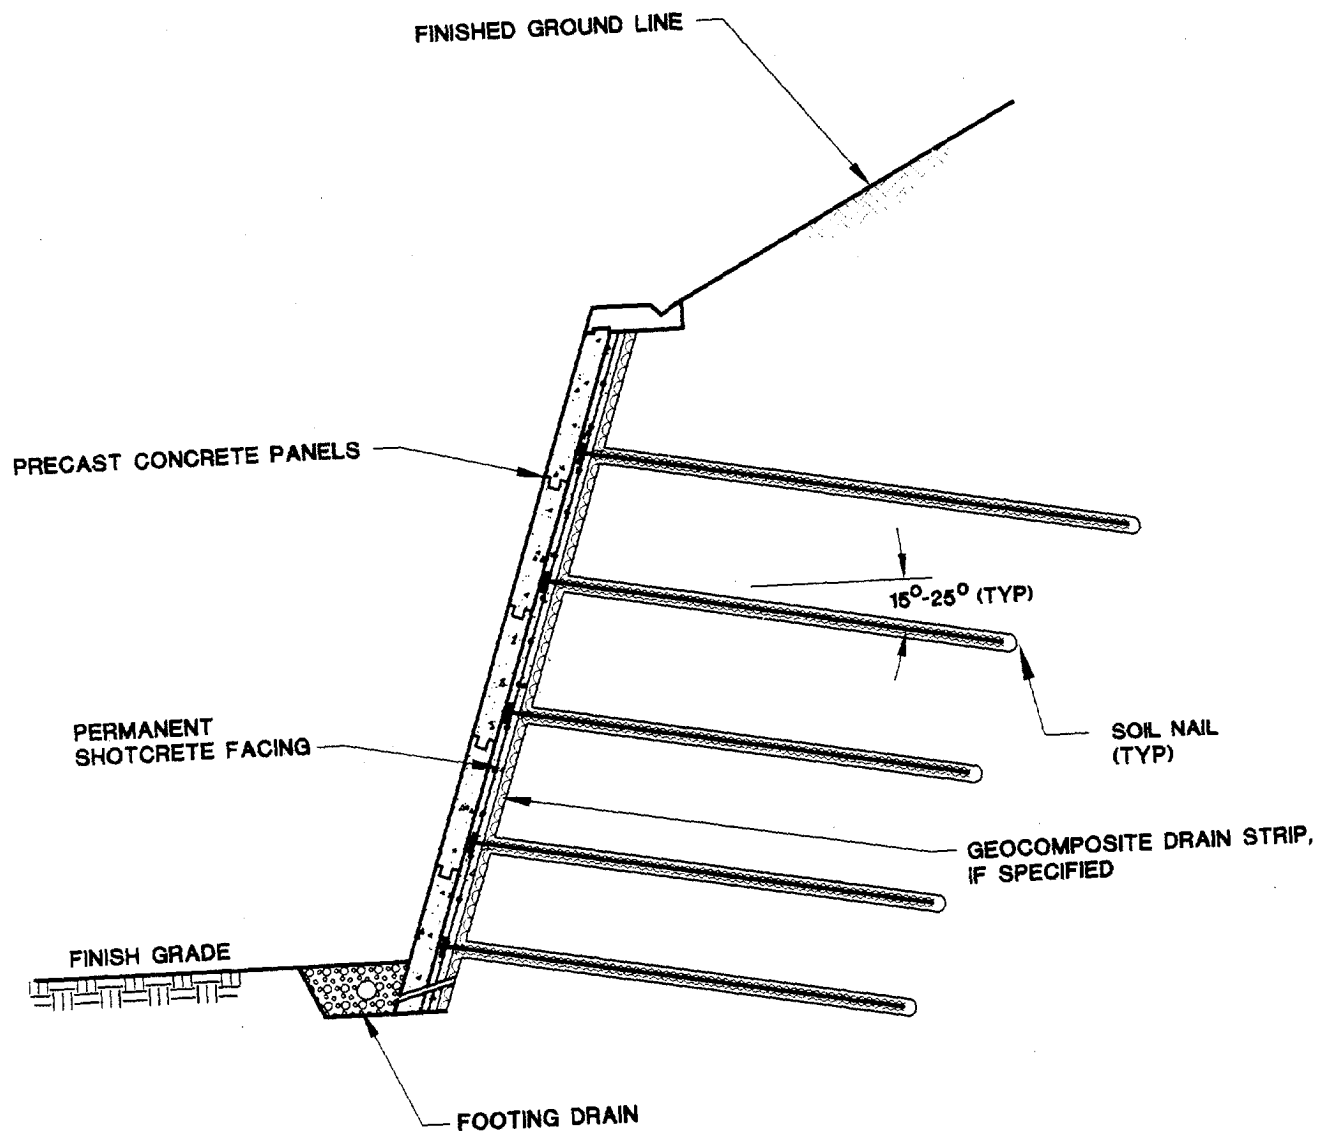 FINISHED GROUND LINE
PRECAST CONCRETE PANELS
15°-25° (TYP)
PERMANENT
SHOTCRETE FACING
SOIL NAIL
(TYP)
GEOCOMPOSITE DRAIN STRIP,
IF SPECIFIED
FINISH GRADE
FOOTING DRAIN